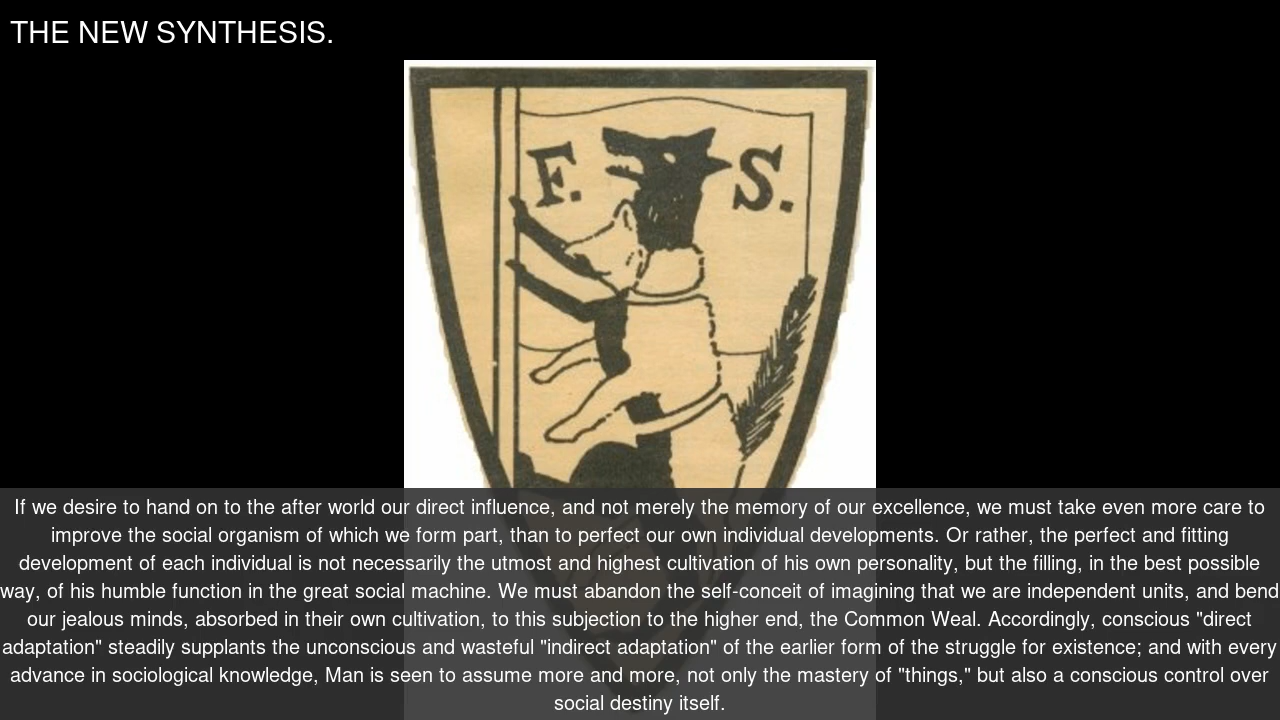 THE NEW SYNTHESIS.
F. S.
If we desire to hand on to the after world our direct influence, and not merely the memory of our excellence, we must take even more care to
improve the social organism of which we form part, than to perfect our own individual developments. Or rather, the perfect and fitting
development of each individual is not necessarily the utmost and highest cultivation of his own personality, but the filling, in the best possible
way, of his humble function in the great social machine. We must abandon the self-conceit of imagining that we are independent units, and bend
our jealous minds, absorbed in their own cultivation, to this subjection to the higher end, the Common Weal. Accordingly, conscious "direct
adaptation" steadily supplants the unconscious and wasteful "indirect adaptation" of the earlier form of the struggle for existence; and with every
advance in sociological knowledge, Man is seen to assume more and more, not only the mastery of "things," but also a conscious control over
social destiny itself.